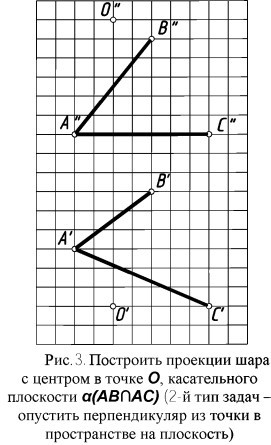 O"
B"
A" C"
B'
A'
O' C'
Рис. 3. Построить проекции шара
с центром в точке O, касательного
плоскости α(AB∩AC) (2-й тип задач –
опустить перпендикуляр из точки в
пространстве на плоскость)